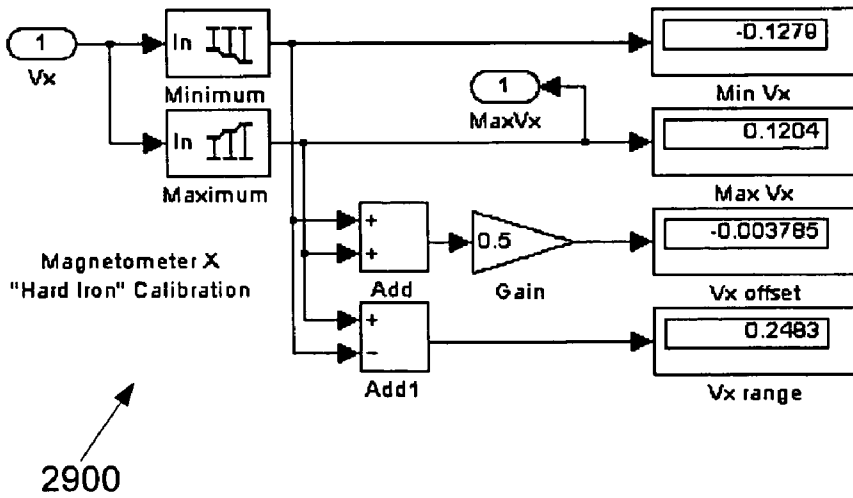 1
Vx
In
Minimum
In
Maximum
1
MaxVx
-0.1279
Min Vx
0.1204
Max Vx
+
+
Add
0.5
Gain
-0.003785
Vx offset
+
−
Add1
0.2483
Vx range
Magnetometer X
"Hard Iron" Calibration
2900